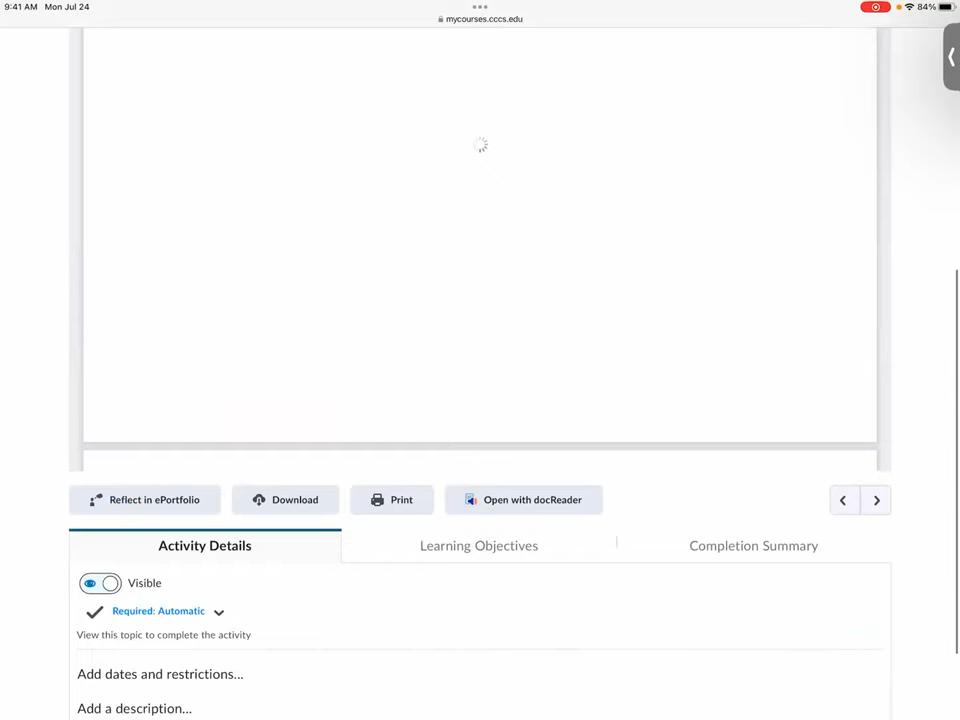 9:41 AM Mon Jul 24
84%
mycourses.cccs.edu
Reflect in ePortfolio
Download
Print
Open with docReader
Activity Details
Learning Objectives
Completion Summary
Visible
Required: Automatic
View this topic to complete the activity
Add dates and restrictions...
Add a description...